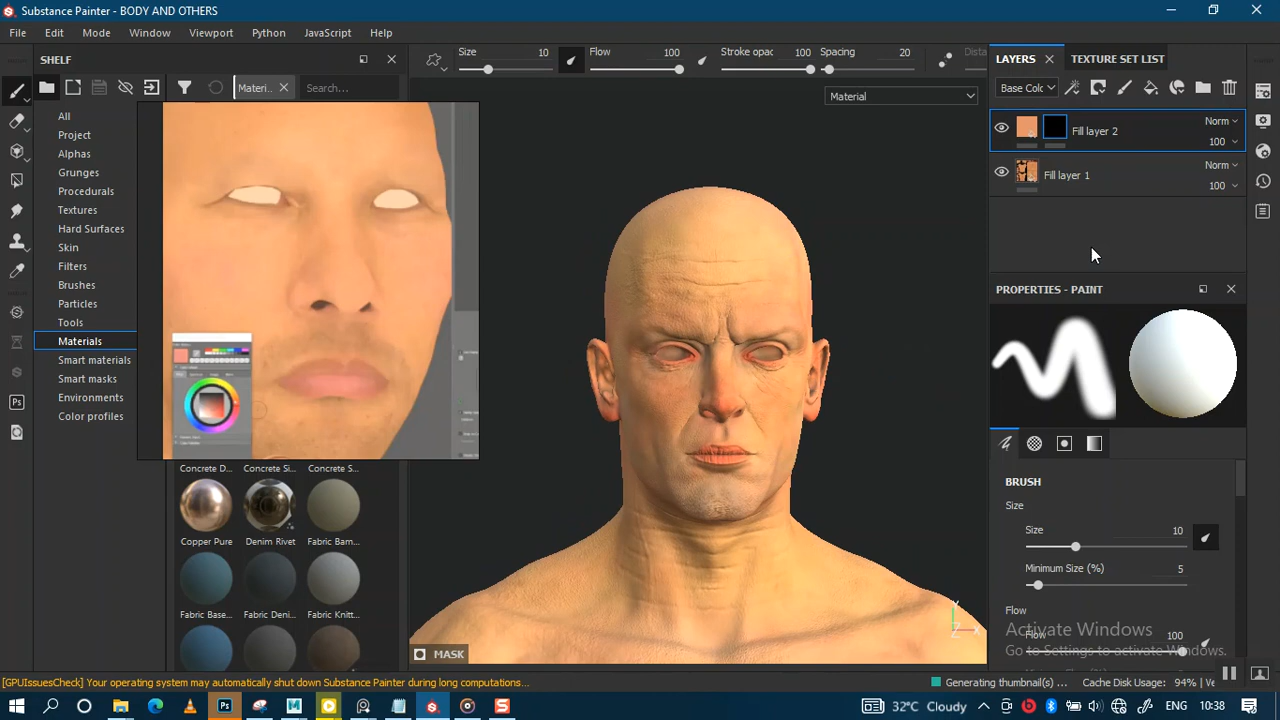 Substance Painter - BODY AND OTHERS
File Edit Mode Window Viewport Python JavaScript Help
SHELF
Size 10 Flow 100 Stroke opac 100 Spacing 20 Dista
LAYERS TEXTURE SET LIST
Materi... Search...
Base Colc
Material
All
Project
Alphas
Grunges
Procedurals
Textures
Hard Surfaces
Skin
Filters
Brushes
Particles
Tools
Materials
Smart materials
Smart masks
Environments
Color profiles
Norm
Fill layer 2
100
Norm
Fill layer 1
100
PROPERTIES - PAINT
Concrete D... Concrete Si... Concrete S...
Copper Pure Denim Rivet Fabric Bam...
Fabric Base... Fabric Deni... Fabric Knitt...
BRUSH
Size
Size 10
Minimum Size (%) 5
Flow
Flow 100
MASK
Activate Windows
Go to Settings to activate Windows.
[GPUIssuesCheck] Your operating system may automatically shut down Substance Painter during long computations...
Generating thumbnail(s) ... Cache Disk Usage: 94% | Ve
Ps
32°C Cloudy ENG 10:38